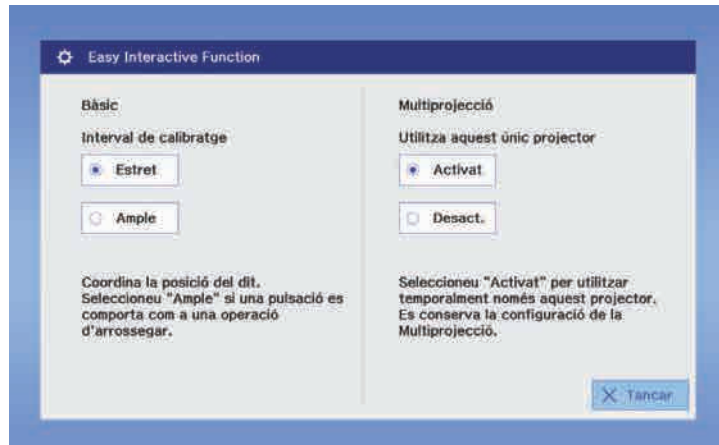 Easy Interactive Function
Bàsic
Interval de calibratge
Estret
Ample
Coordina la posició del dit.
Seleccioneu "Ample" si una pulsació es
comporta com a una operació
d'arrossegar.
Multiprojecció
Utilitza aquest únic projector
Activat
Desact.
Seleccioneu "Activat" per utilitzar
temporalment només aquest projector.
Es conserva la configuració de la
Multiprojecció.
Tancar